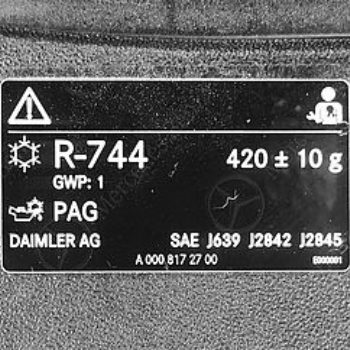 R-744 420 ± 10 g
GWP: 1
PAG
DAIMLER AG SAE J639 J2842 J2845
A 000 817 27 00 E000001